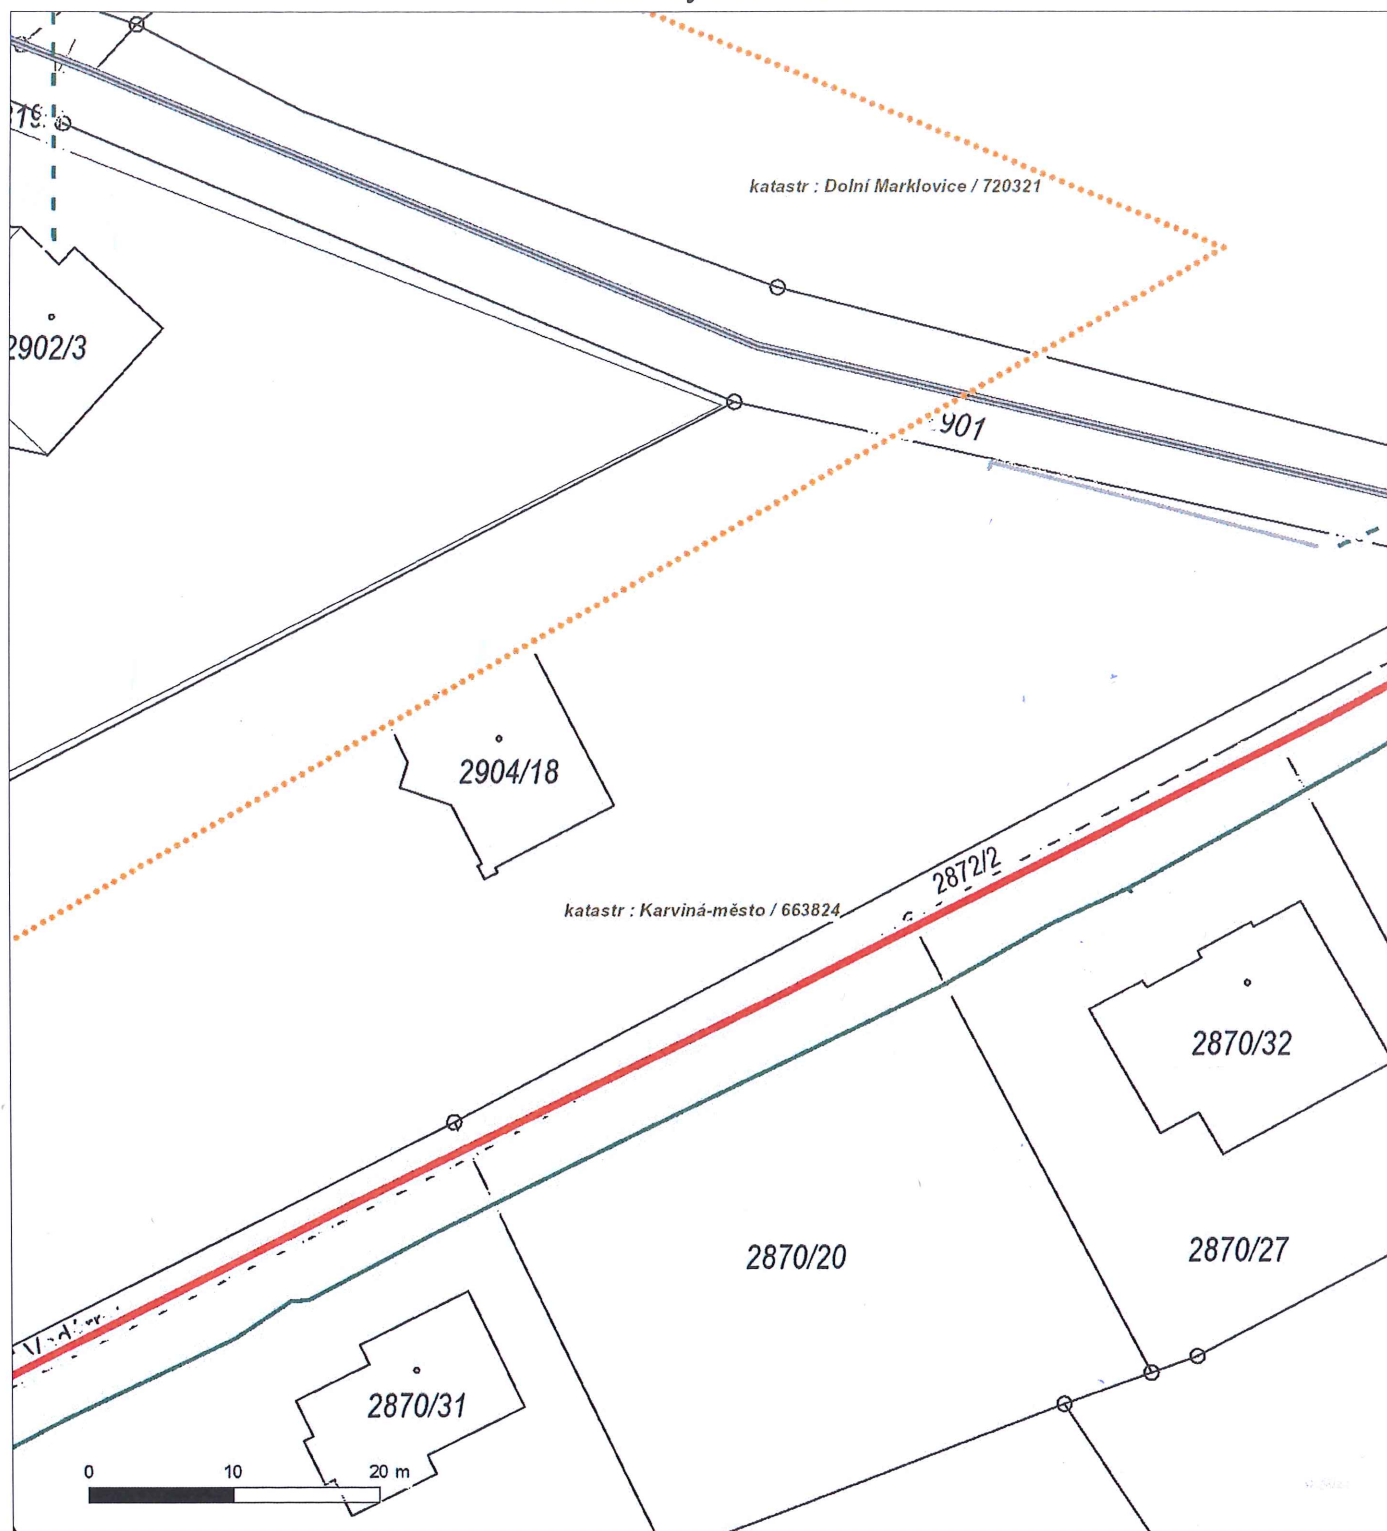 katastr : Dolní Marklovice / 720321
2902/3
901
2904/18
2872/2
katastr : Karviná-město / 663824
2870/32
2870/20
2870/27
2870/31
0 10 20 m